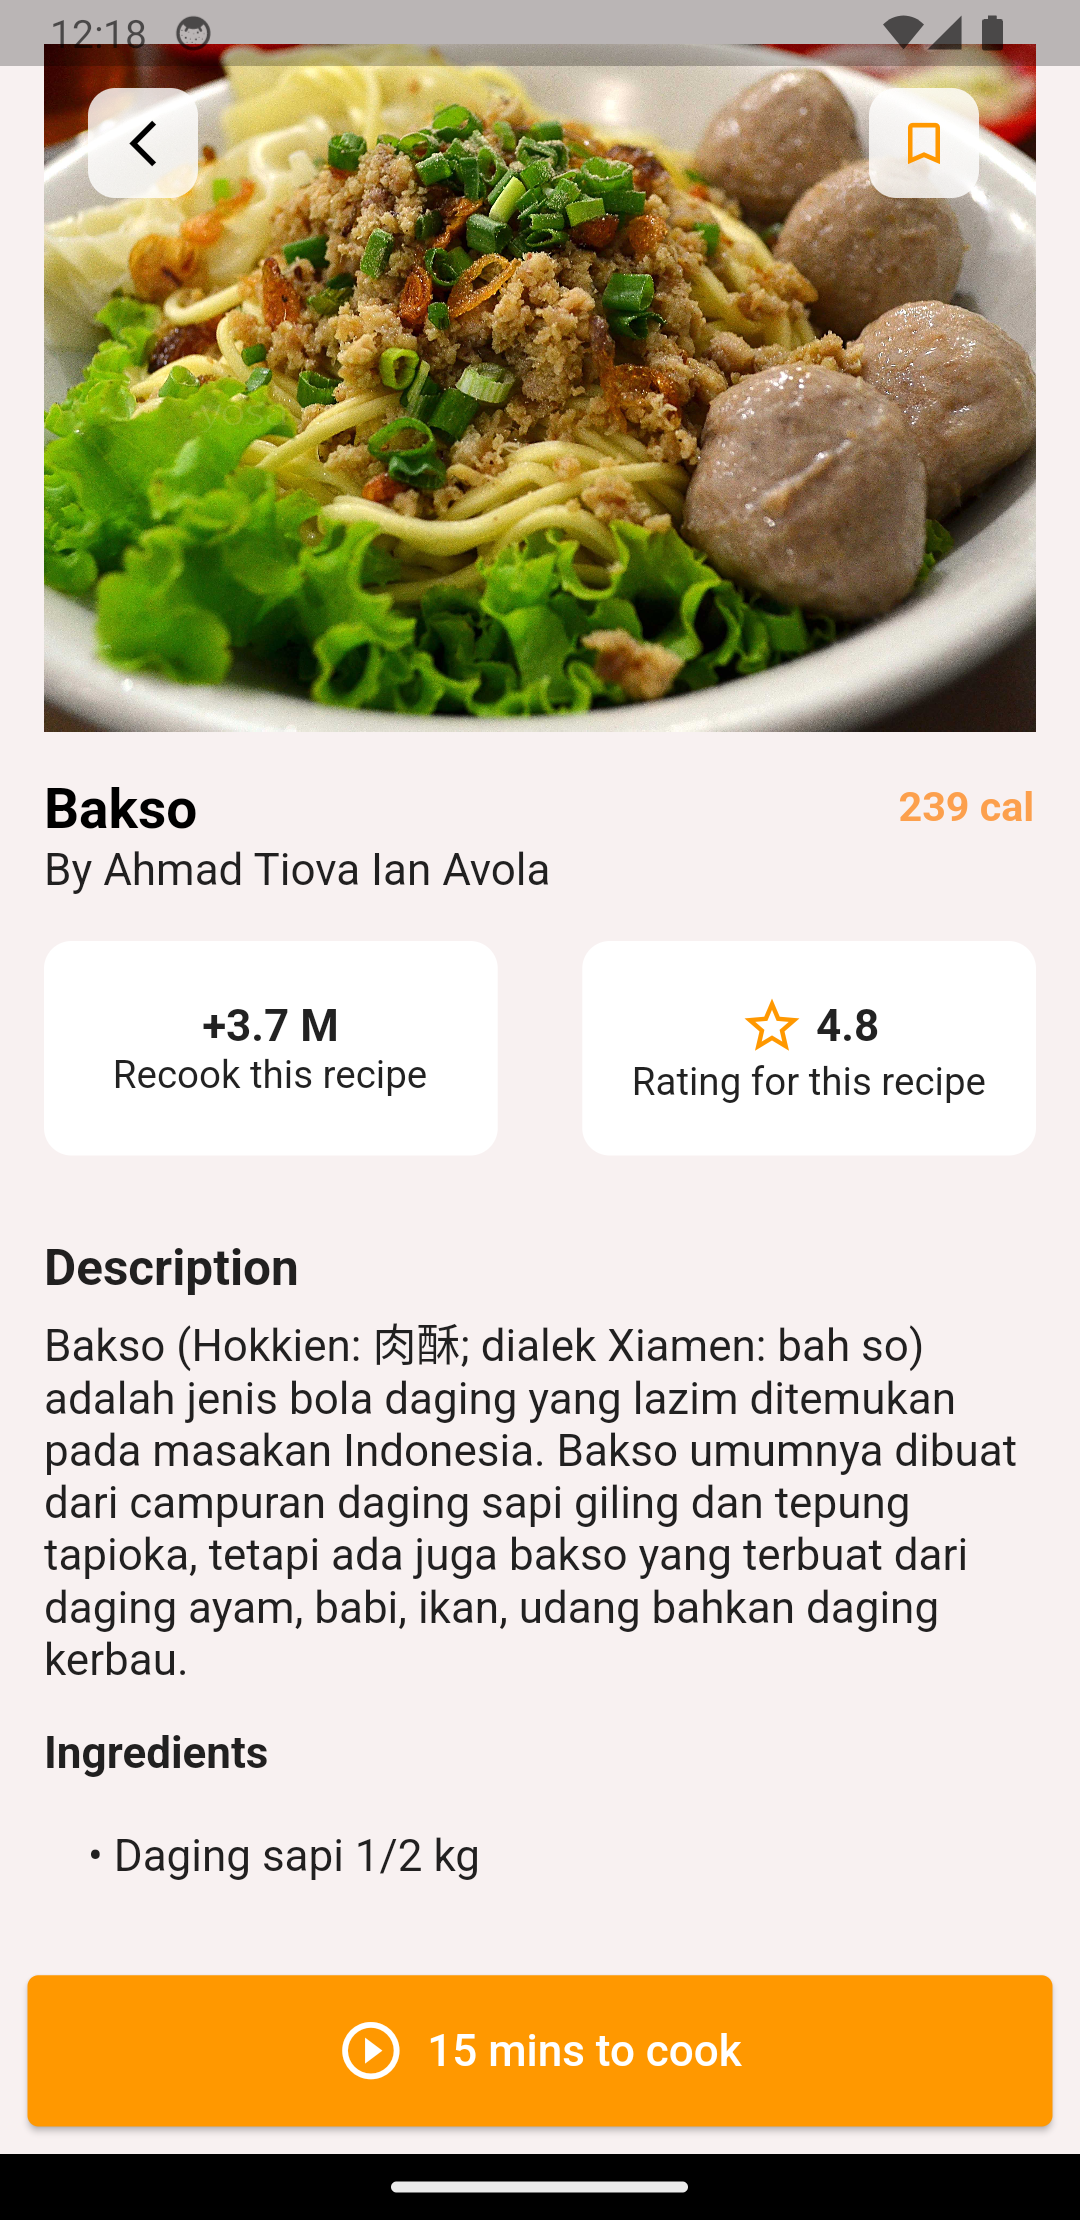 12:18
Bakso
239 cal
By Ahmad Tiova Ian Avola
+3.7 M
Recook this recipe
4.8
Rating for this recipe
Description
Bakso (Hokkien: 肉酥; dialek Xiamen: bah so)
adalah jenis bola daging yang lazim ditemukan
pada masakan Indonesia. Bakso umumnya dibuat
dari campuran daging sapi giling dan tepung
tapioka, tetapi ada juga bakso yang terbuat dari
daging ayam, babi, ikan, udang bahkan daging
kerbau.
Ingredients
• Daging sapi 1/2 kg
15 mins to cook